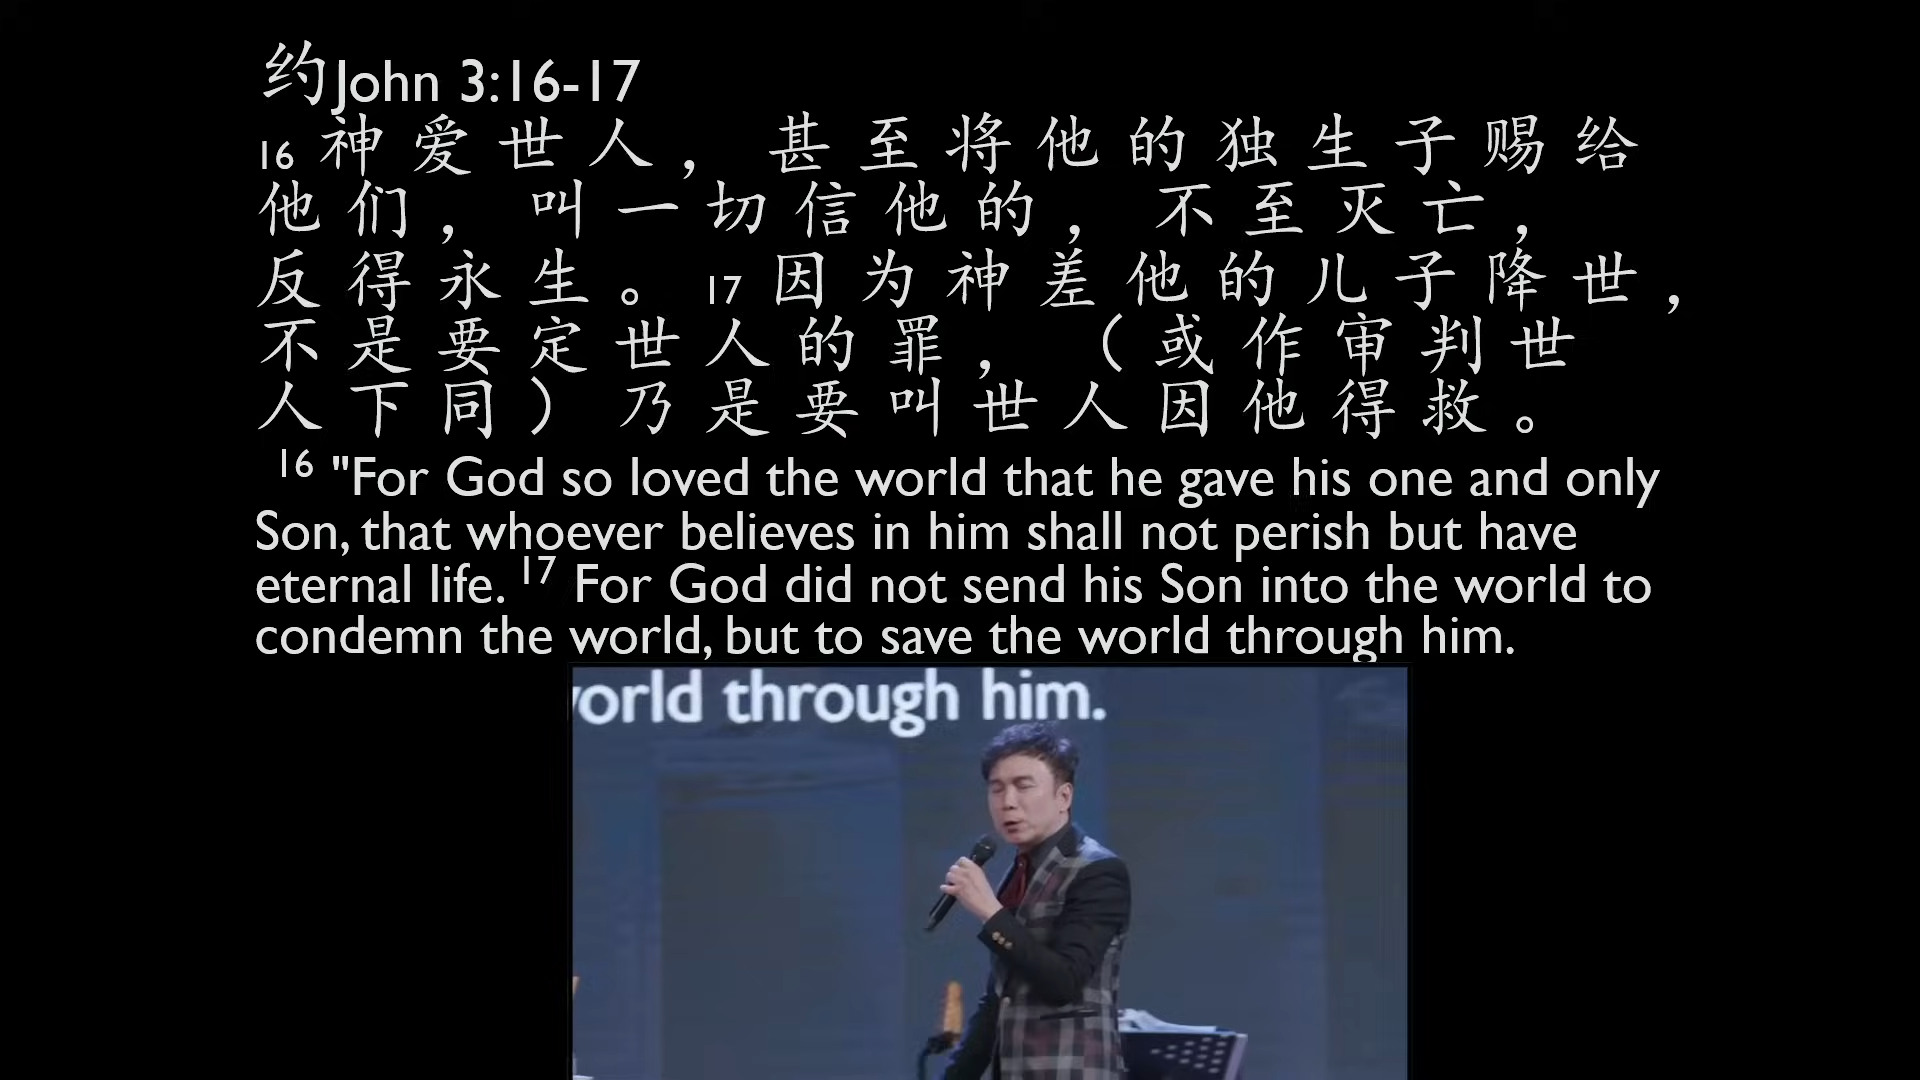 约John 3:16-17
16 神爱世人，甚至将他的独生子赐给
他们，叫一切信他的，不至灭亡，
反得永生。17 因为神差他的儿子降世，
不是要定世人的罪，（或作审判世
人下同）乃是要叫世人因他得救。
16 "For God so loved the world that he gave his one and only
Son, that whoever believes in him shall not perish but have
eternal life. 17 For God did not send his Son into the world to
condemn the world, but to save the world through him.
orld through him.